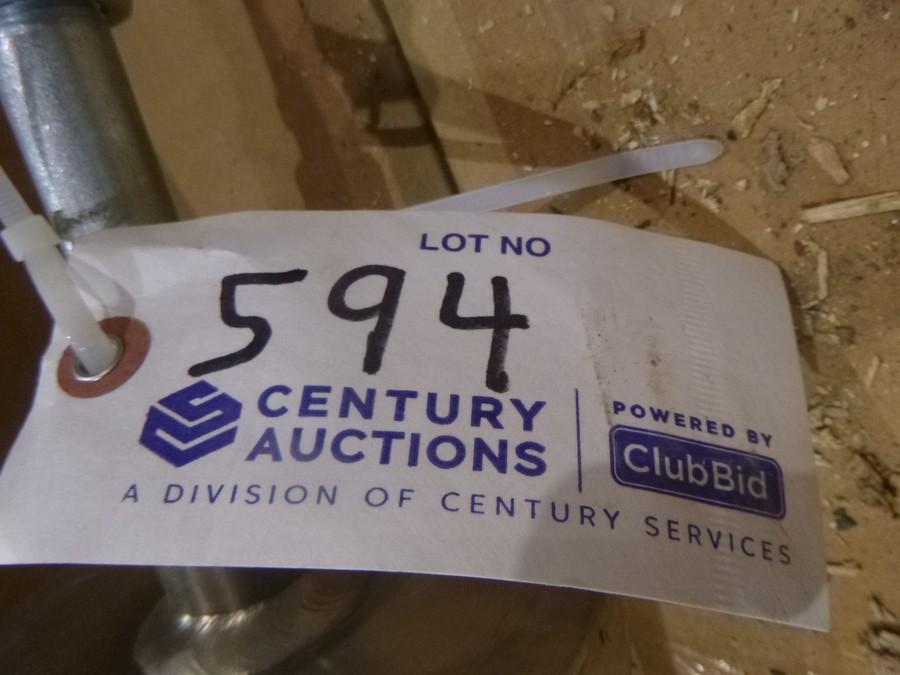 LOT NO
594
CENTURY
AUCTIONS
A DIVISION OF CENTURY SERVICES
POWERED BY
ClubBid